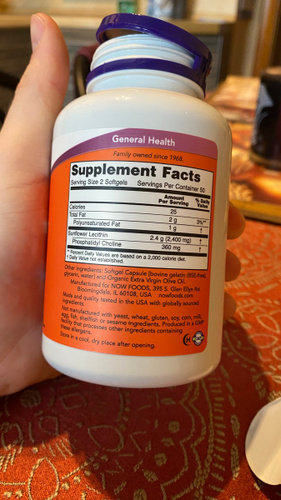 General Health
Family owned since 1968.
Supplement Facts
Serving Size 2 Softgels Servings Per Container 50
Amount Per Serving % Daily Value
Calories 25
Total Fat 2 g 3%**
Polyunsaturated Fat 1 g †
Sunflower Lecithin 2.4 g (2,400 mg) †
Phosphatidyl Choline 360 mg †
* Percent Daily Values are based on a 2,000 calorie diet.
† Daily Value not established.
Other ingredients: Softgel Capsule [bovine gelatin (BSE-free),
glycerin, water] and Organic Extra Virgin Olive Oil.
Manufactured for NOW FOODS, 395 S. Glen Ellyn Rd.
Bloomingdale, IL 60108, USA nowfoods.com
Made and quality tested in the USA with globally sourced
ingredients.
Not manufactured with yeast, wheat, gluten, soy, corn, milk,
egg, fish, shellfish or sesame ingredients. Produced in a GMP
facility that processes other ingredients containing
these allergens.
Store in a cool, dry place after opening.